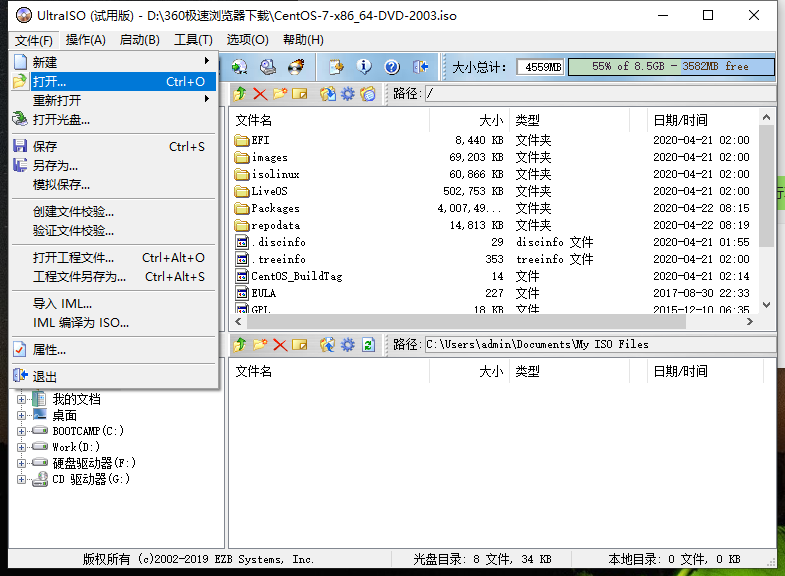 UltraISO (试用版) - D:\360极速浏览器下载\CentOS-7-x86_64-DVD-2003.iso
文件(F) 操作(A) 启动(B) 工具(T) 选项(O) 帮助(H)
新建
打开... Ctrl+O
重新打开
打开光盘...
保存 Ctrl+S
另存为...
模拟保存...
创建文件校验...
验证文件校验...
打开工程文件... Ctrl+Alt+O
工程文件另存为... Ctrl+Alt+S
导入 IML...
IML 编译为 ISO...
属性...
退出
我的文档
桌面
BOOTCAMP(C:)
Work(D:)
硬盘驱动器(F:)
CD 驱动器(G:)
大小总计: 4559MB 55% of 8.5GB - 3582MB free
路径: /
文件名 大小 类型 日期/时间
EFI 8,440 KB 文件夹 2020-04-21 02:00
images 69,203 KB 文件夹 2020-04-21 02:00
isolinux 60,866 KB 文件夹 2020-04-21 02:00
LiveOS 502,753 KB 文件夹 2020-04-21 02:00
Packages 4,007,49... 文件夹 2020-04-22 08:15
repodata 14,813 KB 文件夹 2020-04-22 08:19
.discinfo 29 discinfo 文件 2020-04-21 01:55
.treeinfo 353 treeinfo 文件 2020-04-21 02:00
CentOS_BuildTag 14 文件 2020-04-21 02:14
EULA 227 文件 2017-08-30 22:33
GPL 18 KB 文件 2015-12-10 06:35
路径: C:\Users\admin\Documents\My ISO Files
文件名 大小 类型 日期/时间
版权所有 (c)2002-2019 EZB Systems, Inc. 光盘目录: 8 文件, 34 KB 本地目录: 0 文件, 0 KB